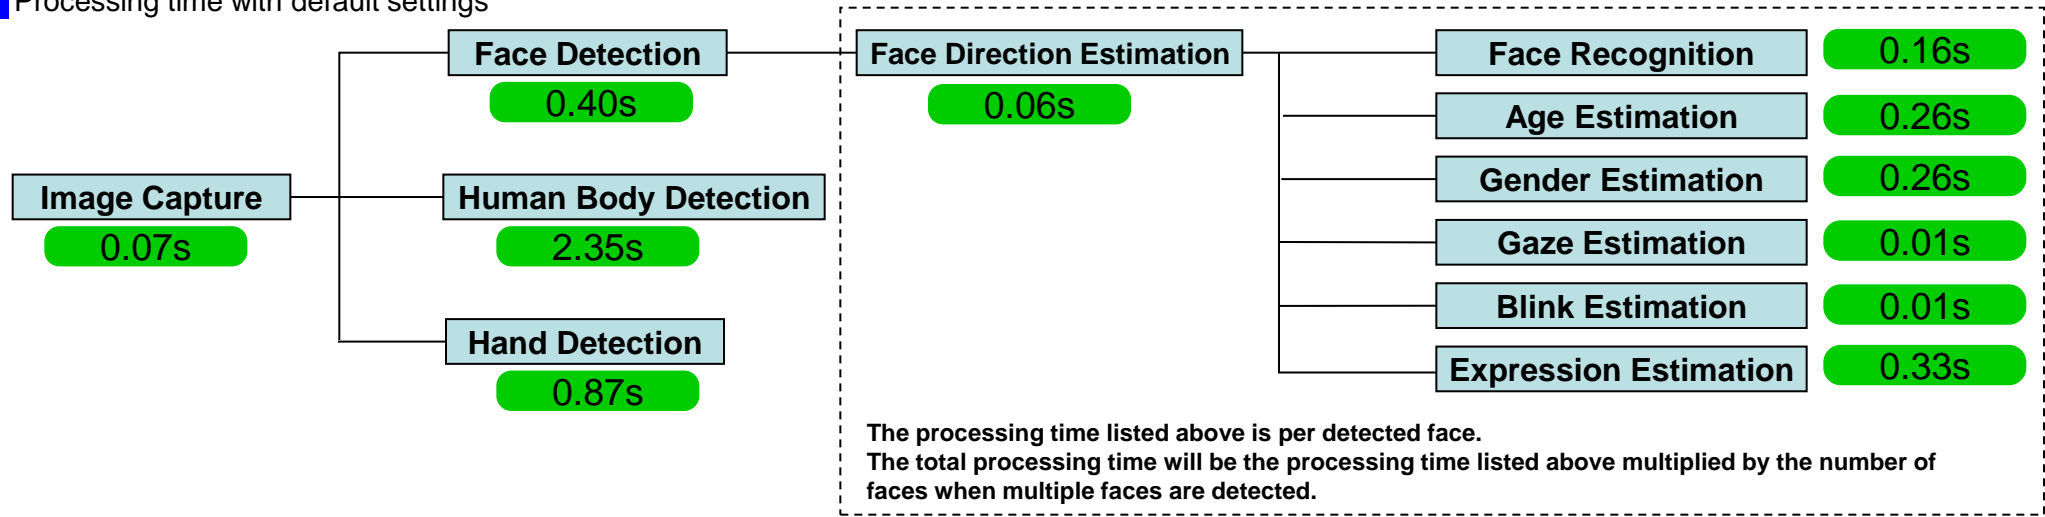 Processing time with default settings
Face Detection
0.40s
Face Direction Estimation
0.06s
Face Recognition
0.16s
Age Estimation
0.26s
Gender Estimation
0.26s
Gaze Estimation
0.01s
Blink Estimation
0.01s
Expression Estimation
0.33s
Image Capture
0.07s
Human Body Detection
2.35s
Hand Detection
0.87s
The processing time listed above is per detected face.
The total processing time will be the processing time listed above multiplied by the number of
faces when multiple faces are detected.